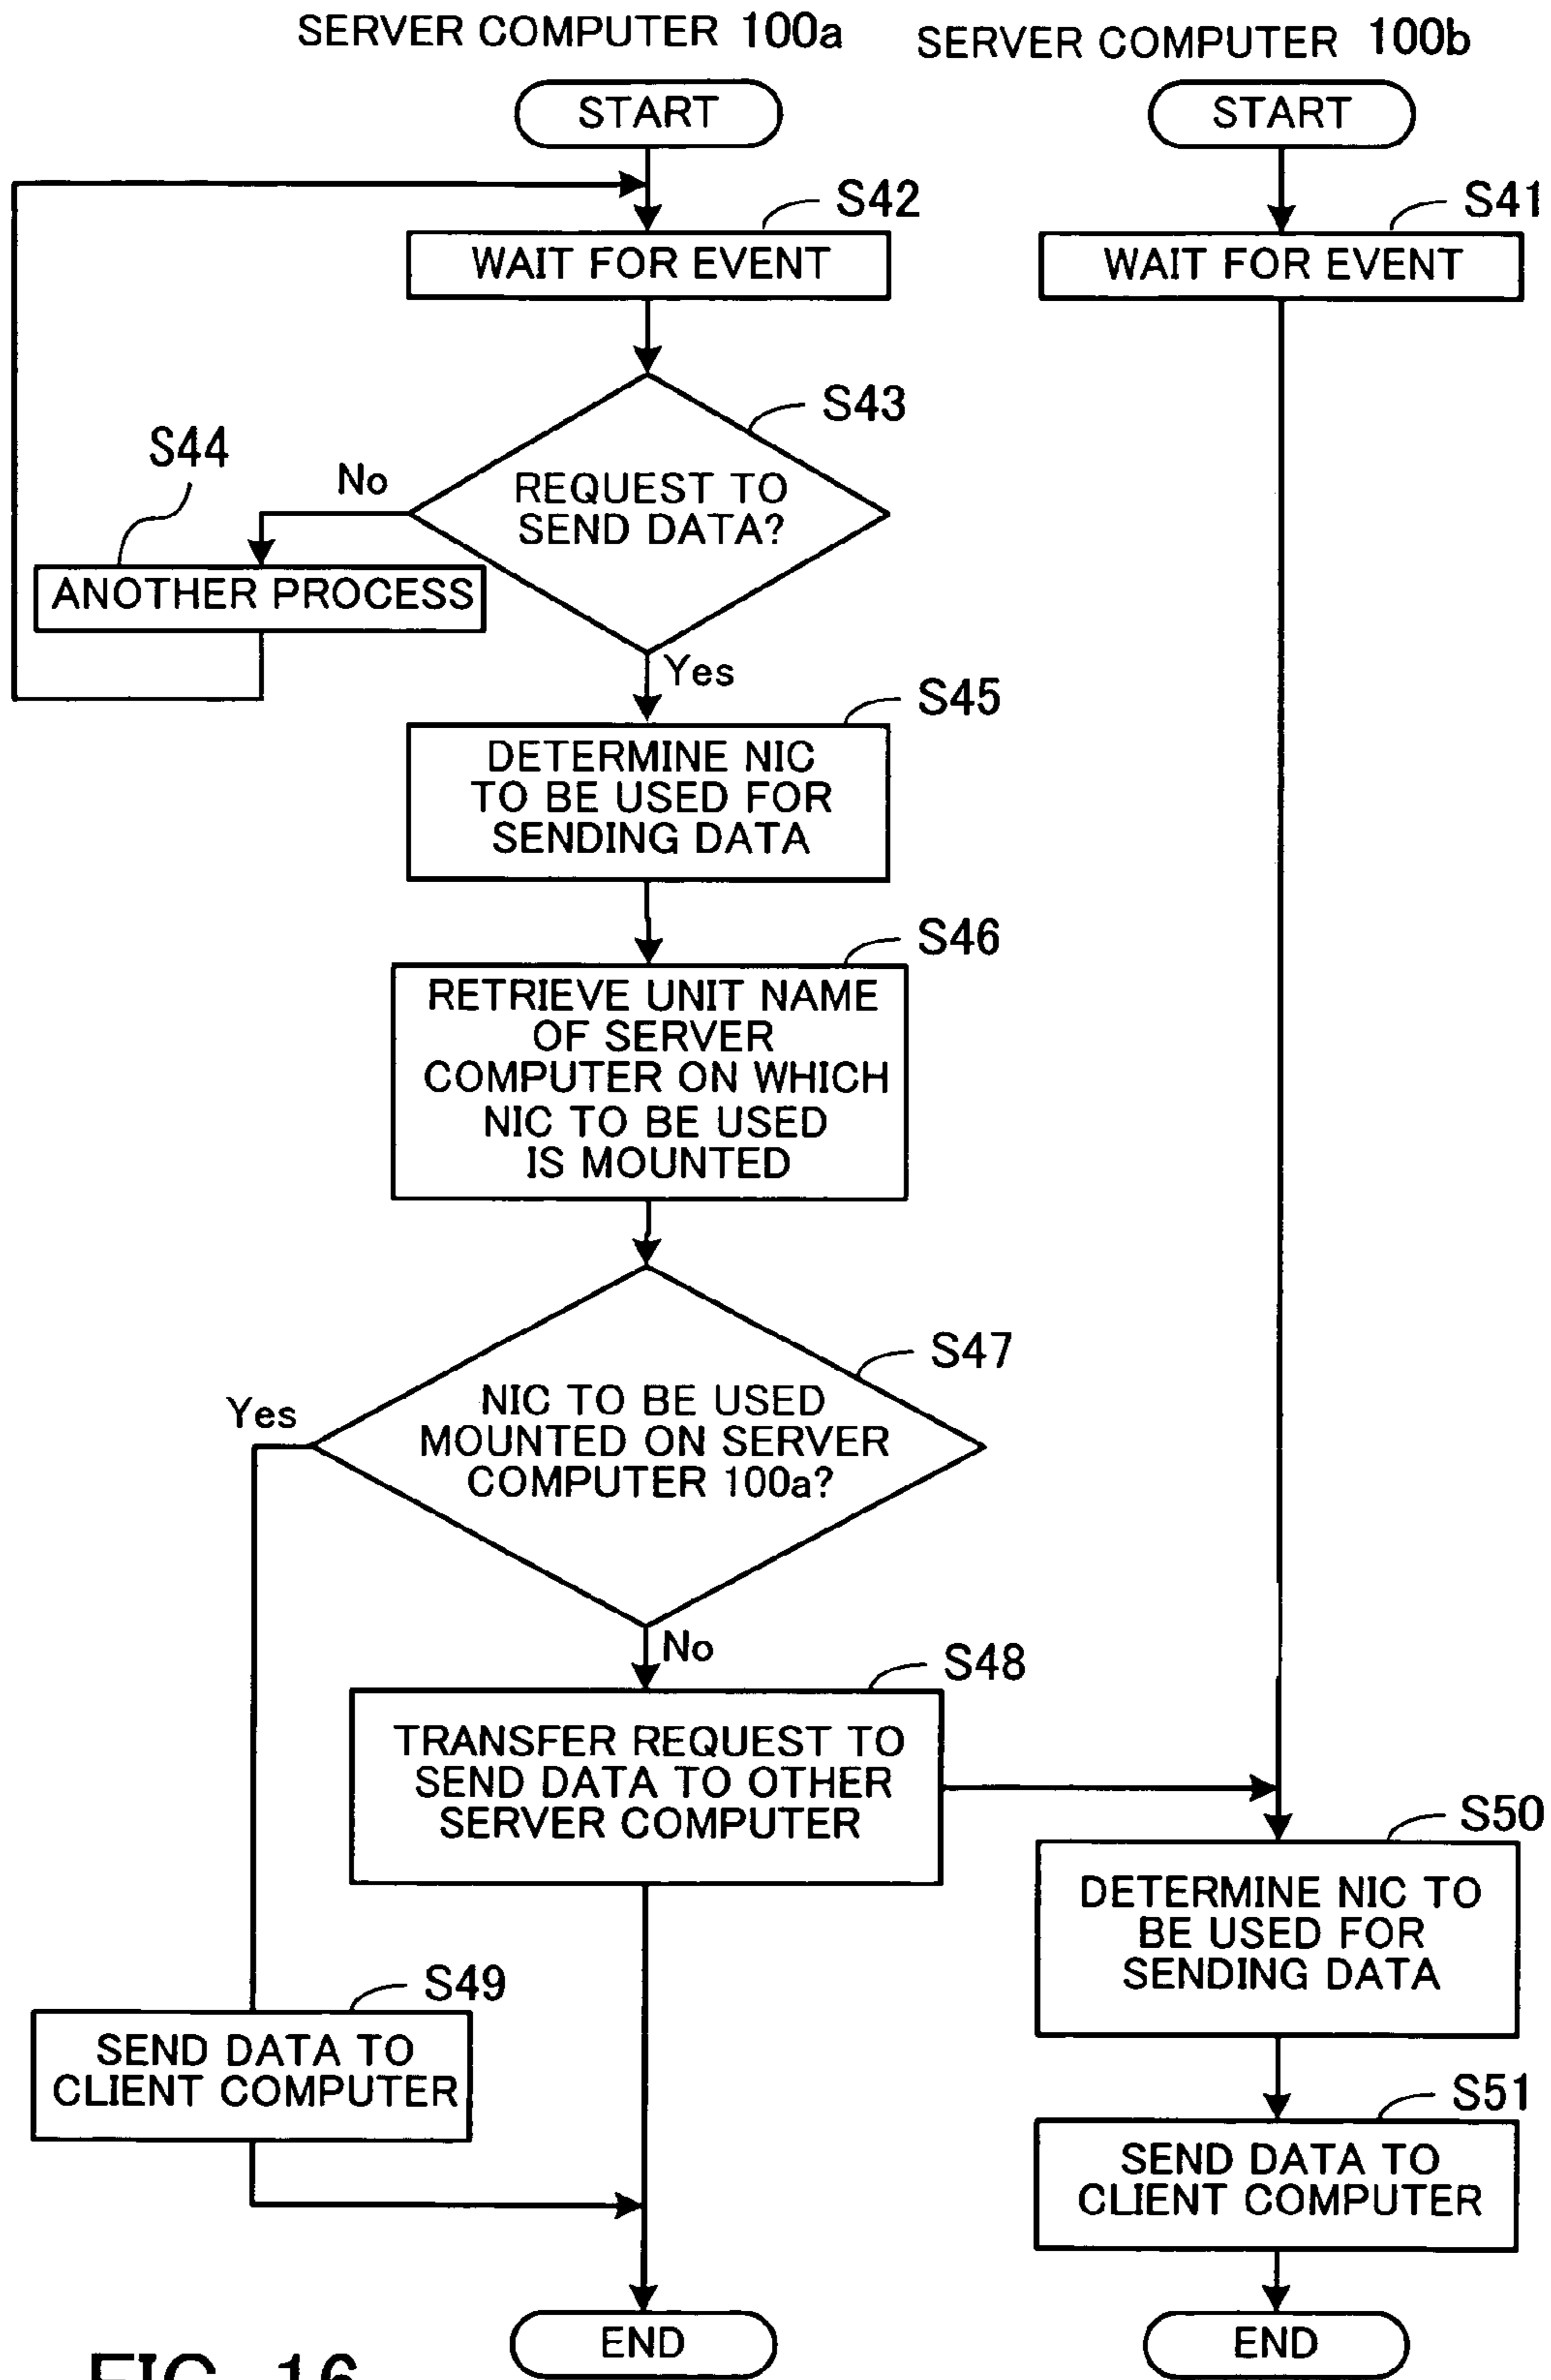 SERVER COMPUTER 100a
SERVER COMPUTER 100b
START
START
S42
S41
WAIT FOR EVENT
WAIT FOR EVENT
S43
S44
No
REQUEST TO
SEND DATA?
ANOTHER PROCESS
Yes
S45
DETERMINE NIC
TO BE USED FOR
SENDING DATA
S46
RETRIEVE UNIT NAME
OF SERVER
COMPUTER ON WHICH
NIC TO BE USED
IS MOUNTED
S47
Yes
NIC TO BE USED
MOUNTED ON SERVER
COMPUTER 100a?
No
S48
TRANSFER REQUEST TO
SEND DATA TO OTHER
SERVER COMPUTER
S50
DETERMINE NIC TO
BE USED FOR
SENDING DATA
S49
SEND DATA TO
CLIENT COMPUTER
S51
SEND DATA TO
CLIENT COMPUTER
END
END
FIG. 16